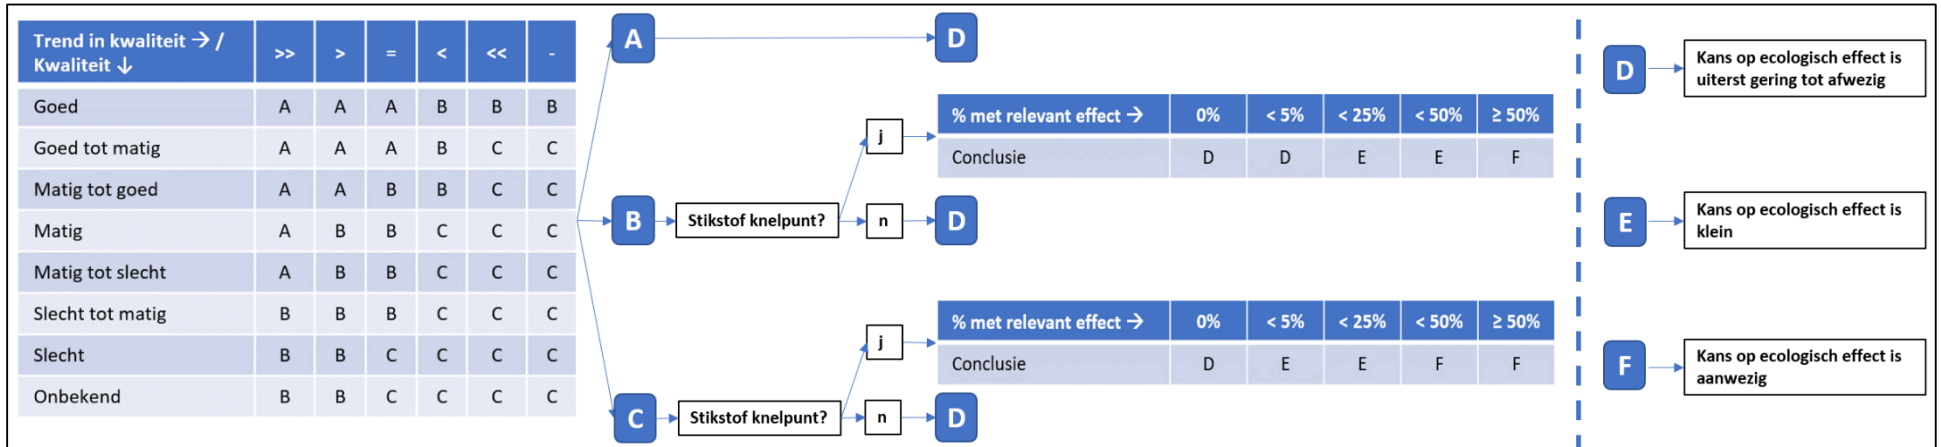 Trend in kwaliteit → /
Kwaliteit ↓ >> > = < << -
Goed A A A B B B
Goed tot matig A A A B C C
Matig tot goed A A B B C C
Matig A B B C C C
Matig tot slecht A B B C C C
Slecht tot matig B B B C C C
Slecht B B C C C C
Onbekend B B C C C C
A
D
B
Stikstof knelpunt?
j
% met relevant effect → 0% < 5% < 25% < 50% ≥ 50%
Conclusie D D E E F
n
D
C
Stikstof knelpunt?
j
% met relevant effect → 0% < 5% < 25% < 50% ≥ 50%
Conclusie D E E F F
n
D
D
Kans op ecologisch effect is
uiterst gering tot afwezig
E
Kans op ecologisch effect is
klein
F
Kans op ecologisch effect is
aanwezig